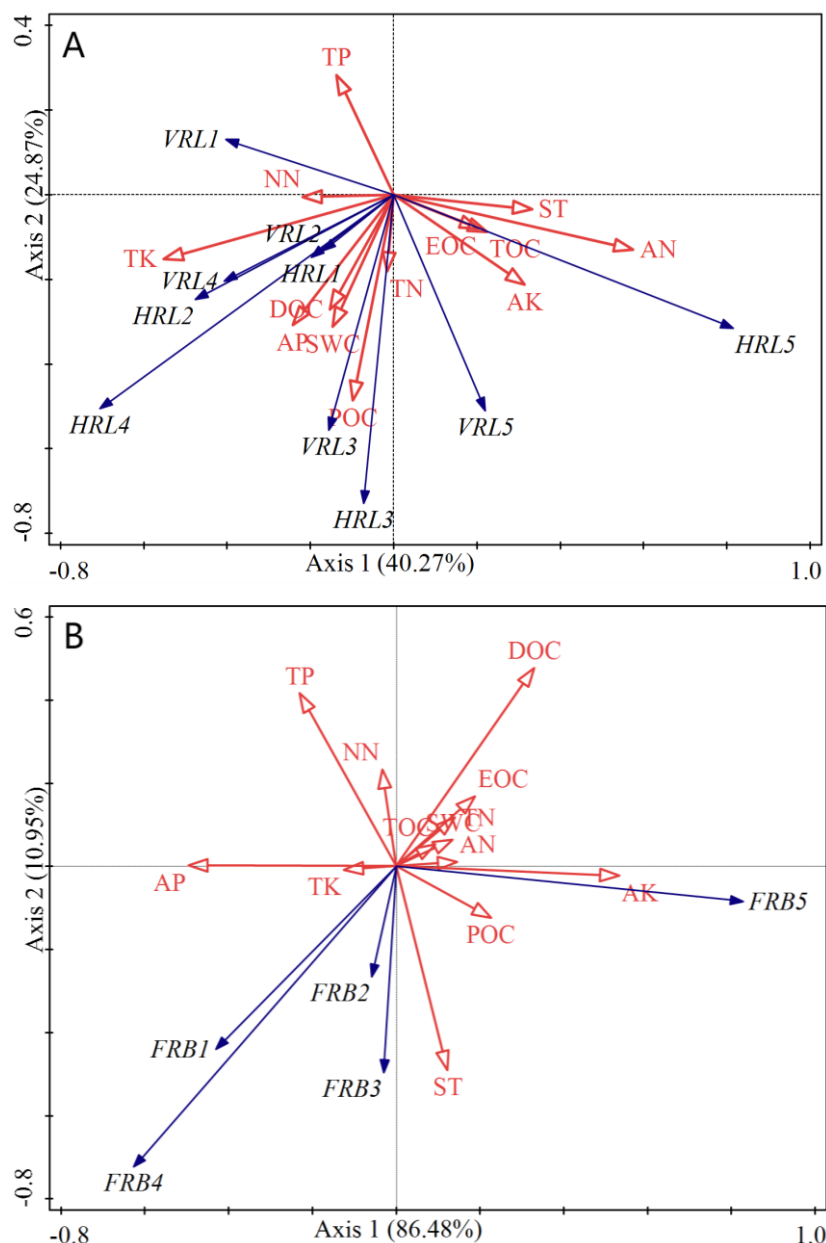 0.4
A
TP
VRL1
NN
VRL2
ST
EOC
TOC
AN
TK
VRL4
HRL1
TN
AK
HRL2
DOC
AP
SWC
HRL5
HRL4
POC
VRL3
VRL5
HRL3
Axis 2 (24.87%)
-0.8
-0.8
Axis 1 (40.27%)
1.0
0.6
B
DOC
TP
NN
EOC
TOC
SWC
TN
AN
AP
TK
AK
FRB5
POC
FRB2
FRB1
FRB3
ST
FRB4
Axis 2 (10.95%)
-0.8
-0.8
Axis 1 (86.48%)
1.0